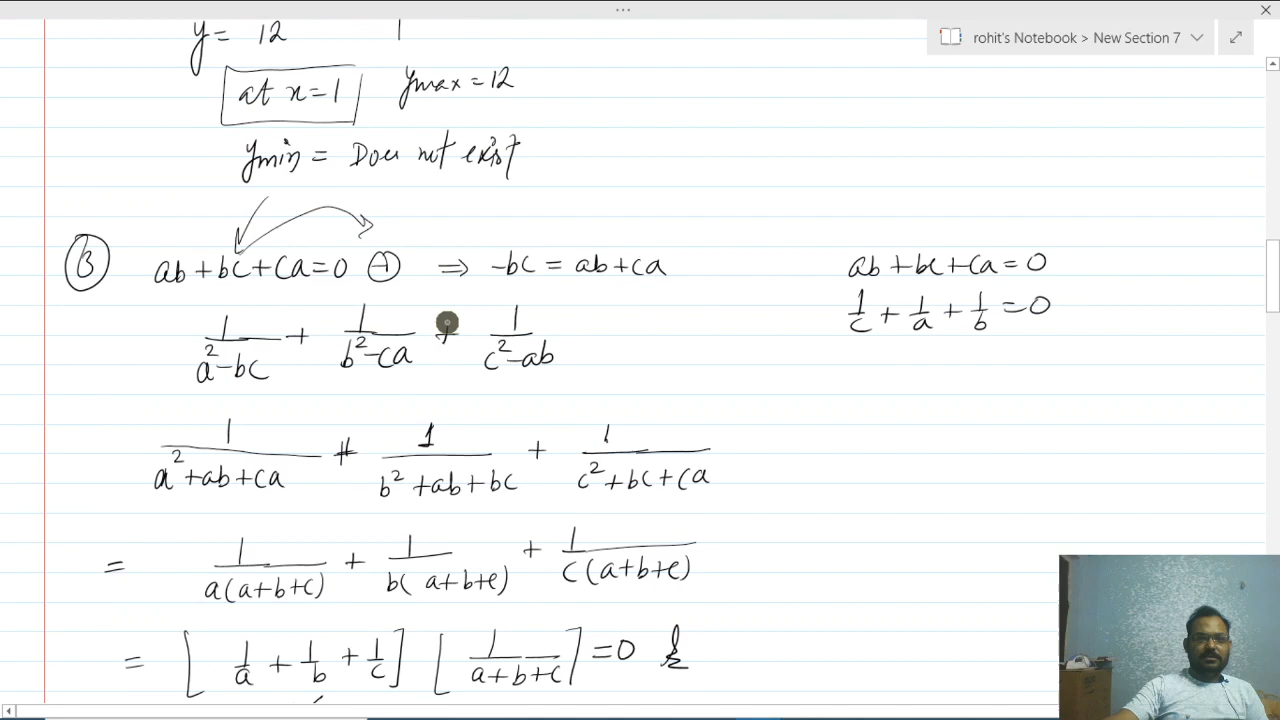 rohit's Notebook > New Section 7
y = 12
at x=1 ymax = 12
ymin = Does not exist
3 ab+bc+ca=0 ⇒ -bc = ab+ca
1/(a²-bc) + 1/(b²-ca) + 1/(c²-ab)
1/(a²+ab+ca) + 1/(b²+ab+bc) + 1/(c²+bc+ca)
= 1/(a(a+b+c)) + 1/(b(a+b+c)) + 1/(c(a+b+c))
= [1/a + 1/b + 1/c] [1/(a+b+c)] = 0
ab+bc+ca=0
1/c + 1/a + 1/b = 0